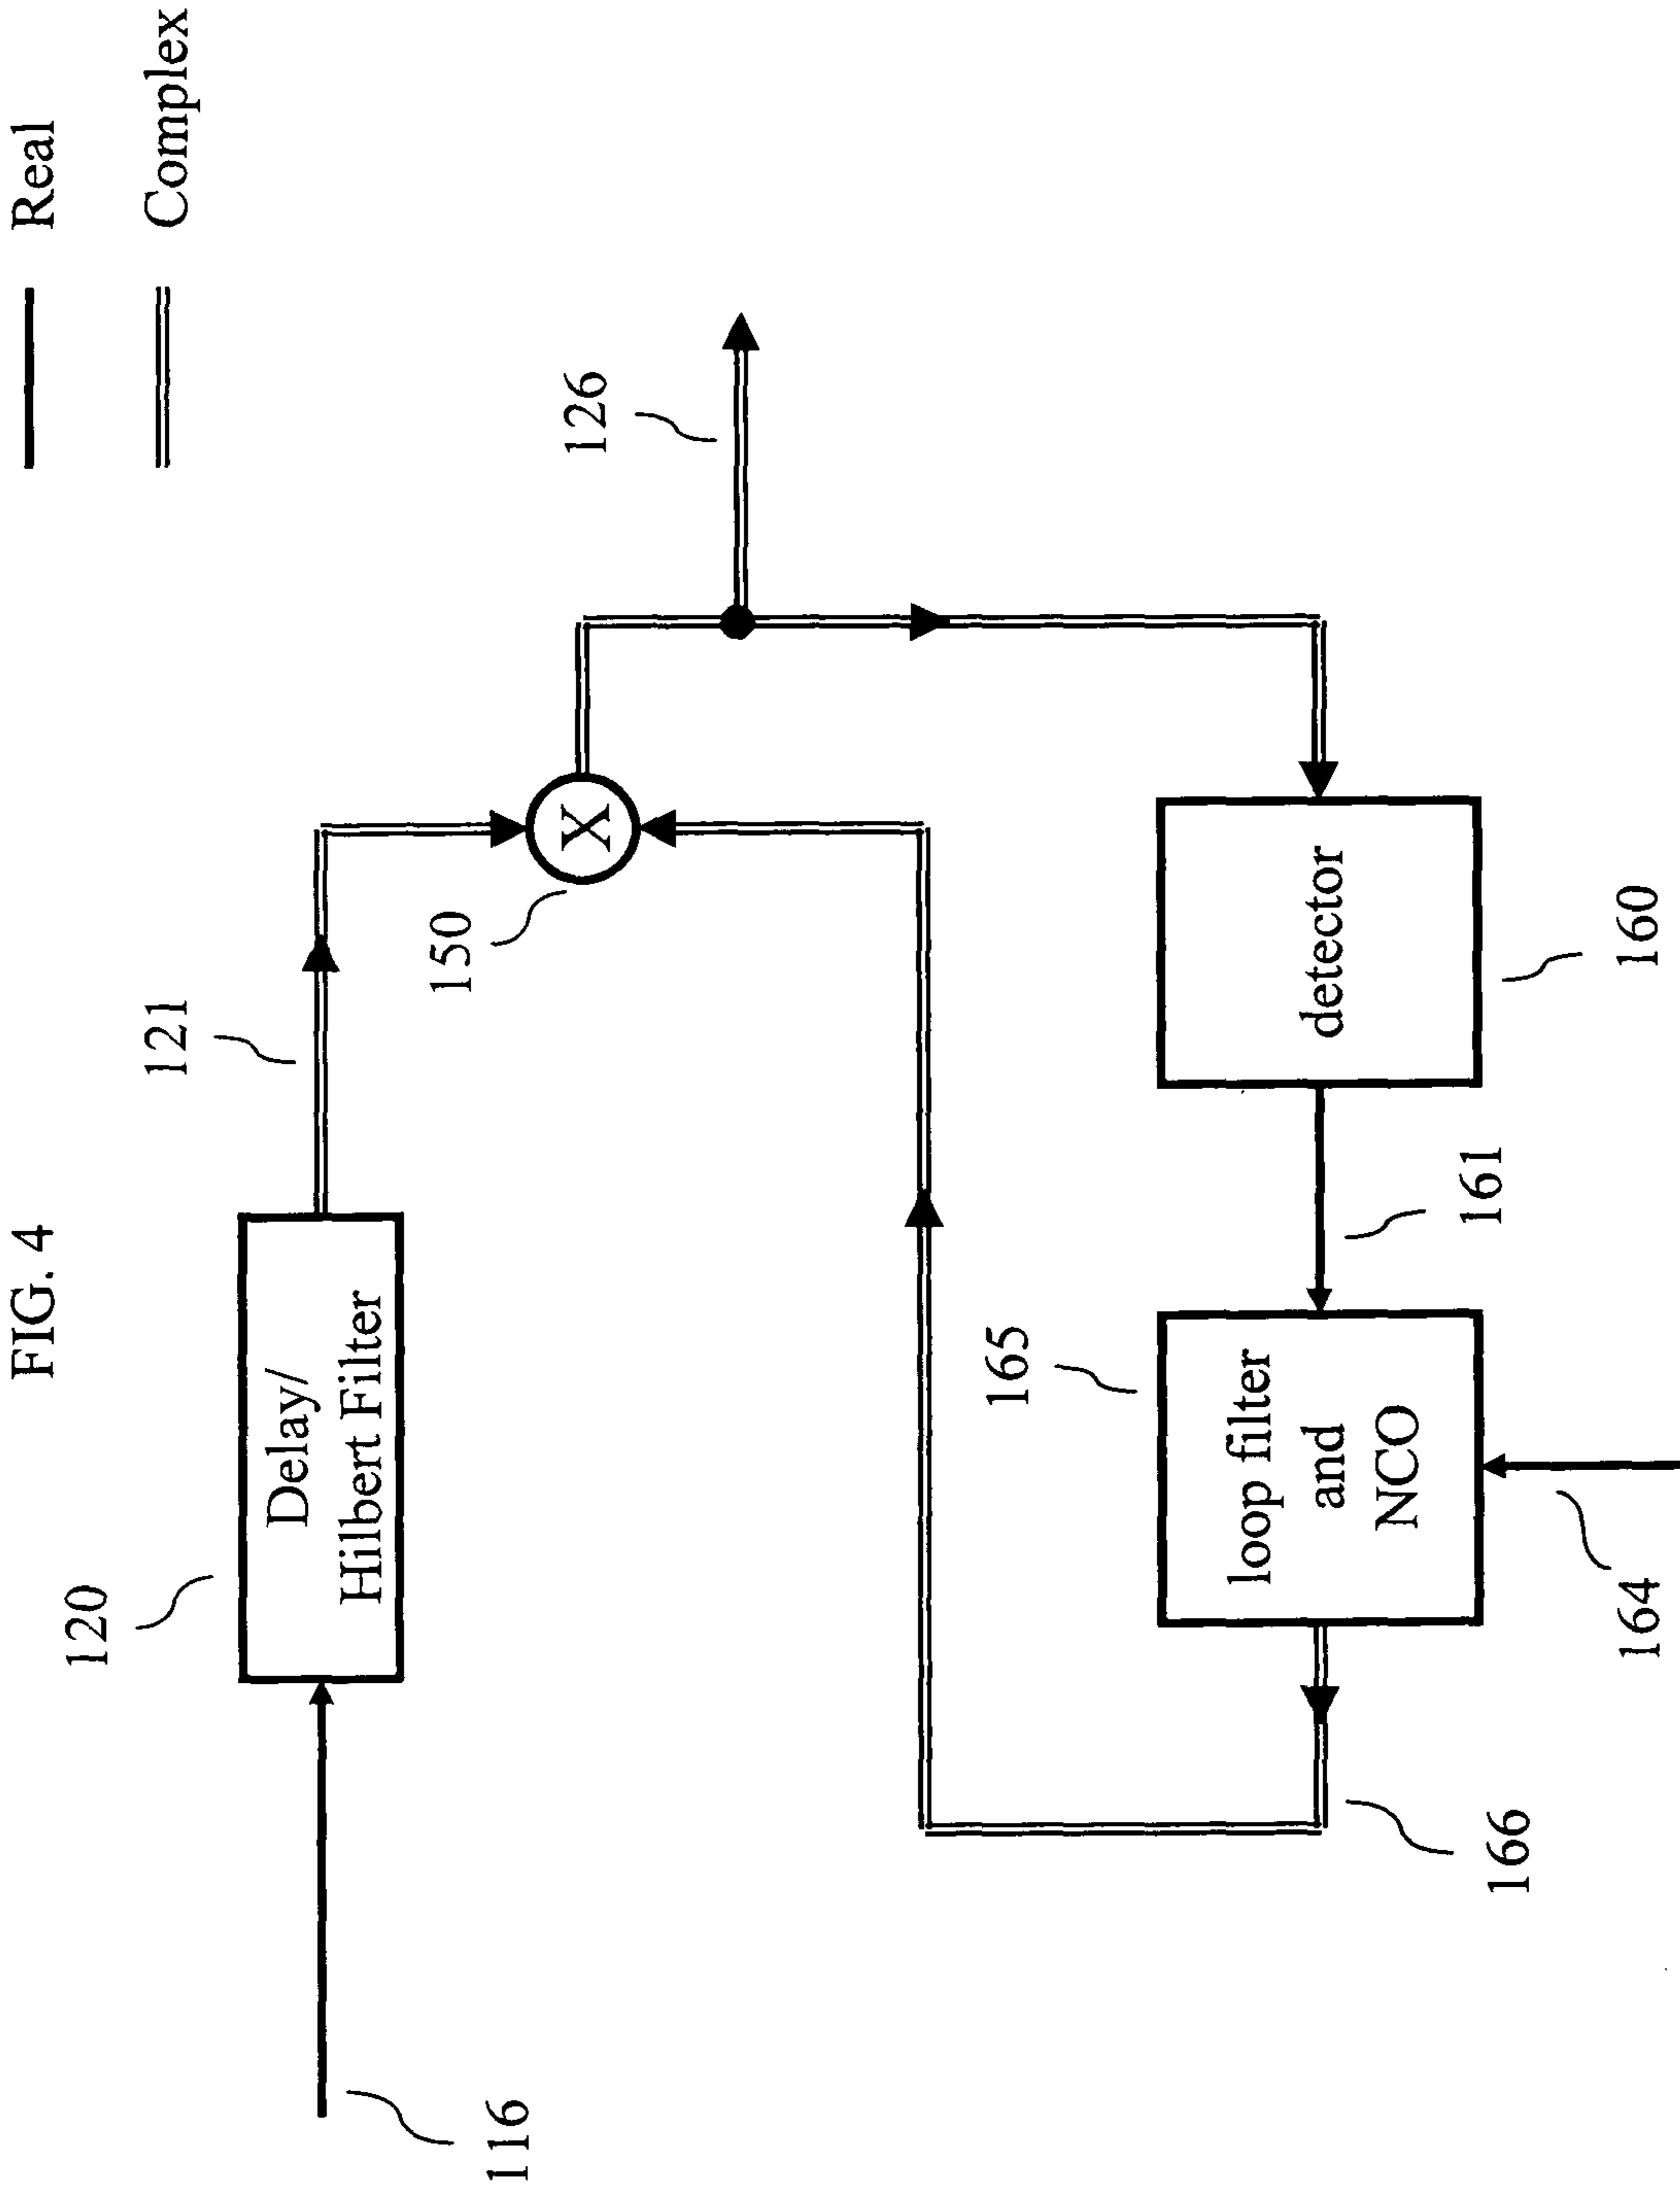 FIG. 4
Real
Complex
120
Delay/
Hilbert Filter
121
116
150
X
126
165
loop filter
and
NCO
161
detector
160
166
164